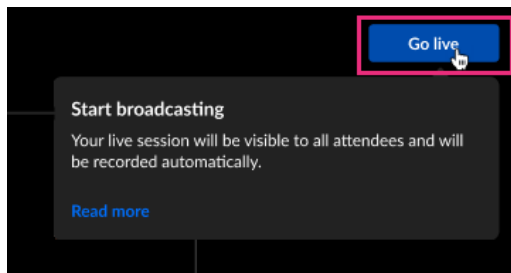 Go live
Start broadcasting
Your live session will be visible to all attendees and will
be recorded automatically.
Read more